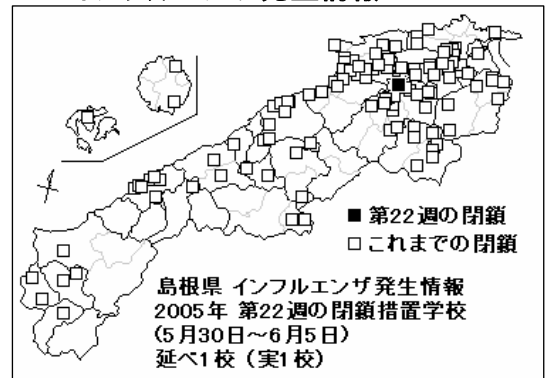 ■ 第22週の閉鎖
□ これまでの閉鎖
島根県 インフルエンザ発生情報
2005年 第22週の閉鎖措置学校
(5月30日～6月5日)
延べ1校 (実1校)